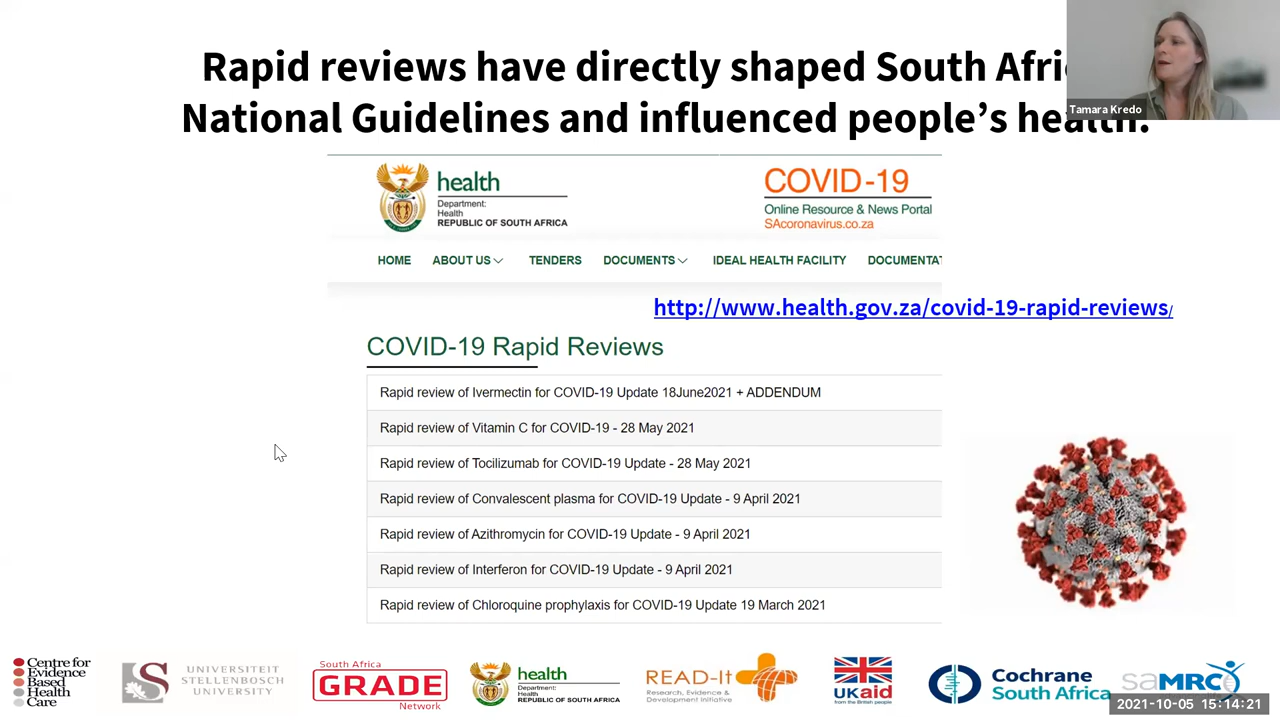 Rapid reviews have directly shaped South Afri
National Guidelines and influenced people's health.
Tamara Kredo
health
Department:
Health
REPUBLIC OF SOUTH AFRICA
COVID-19
Online Resource & News Portal
SAcoronavirus.co.za
HOME ABOUT US TENDERS DOCUMENTS IDEAL HEALTH FACILITY DOCUMENTAT
http://www.health.gov.za/covid-19-rapid-reviews/
COVID-19 Rapid Reviews
Rapid review of Ivermectin for COVID-19 Update 18June2021 + ADDENDUM
Rapid review of Vitamin C for COVID-19 - 28 May 2021
Rapid review of Tocilizumab for COVID-19 Update - 28 May 2021
Rapid review of Convalescent plasma for COVID-19 Update - 9 April 2021
Rapid review of Azithromycin for COVID-19 Update - 9 April 2021
Rapid review of Interferon for COVID-19 Update - 9 April 2021
Rapid review of Chloroquine prophylaxis for COVID-19 Update 19 March 2021
Centre for
Evidence
Based
Health
Care
UNIVERSITEIT
STELLENBOSCH
UNIVERSITY
South Africa
GRADE
Network
health
Department:
Health
REPUBLIC OF SOUTH AFRICA
READ-It
Research, Evidence &
Development Initiative
UKaid
from the British people
Cochrane
South Africa
saMRC
2021-10-05 15:14:21